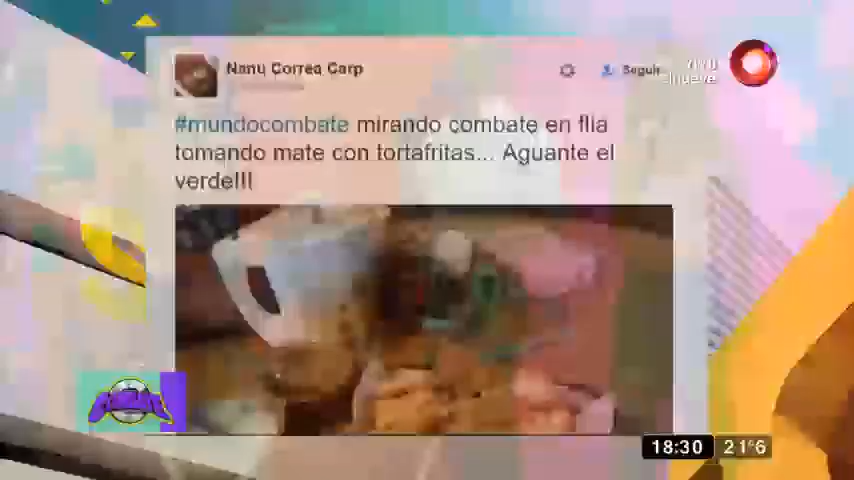 Nanu Correa Carp
Seguir
vivo
#mundocombate mirando combate en flia
tomando mate con tortafritas... Aguante el
verde!!!
18:30 21°6